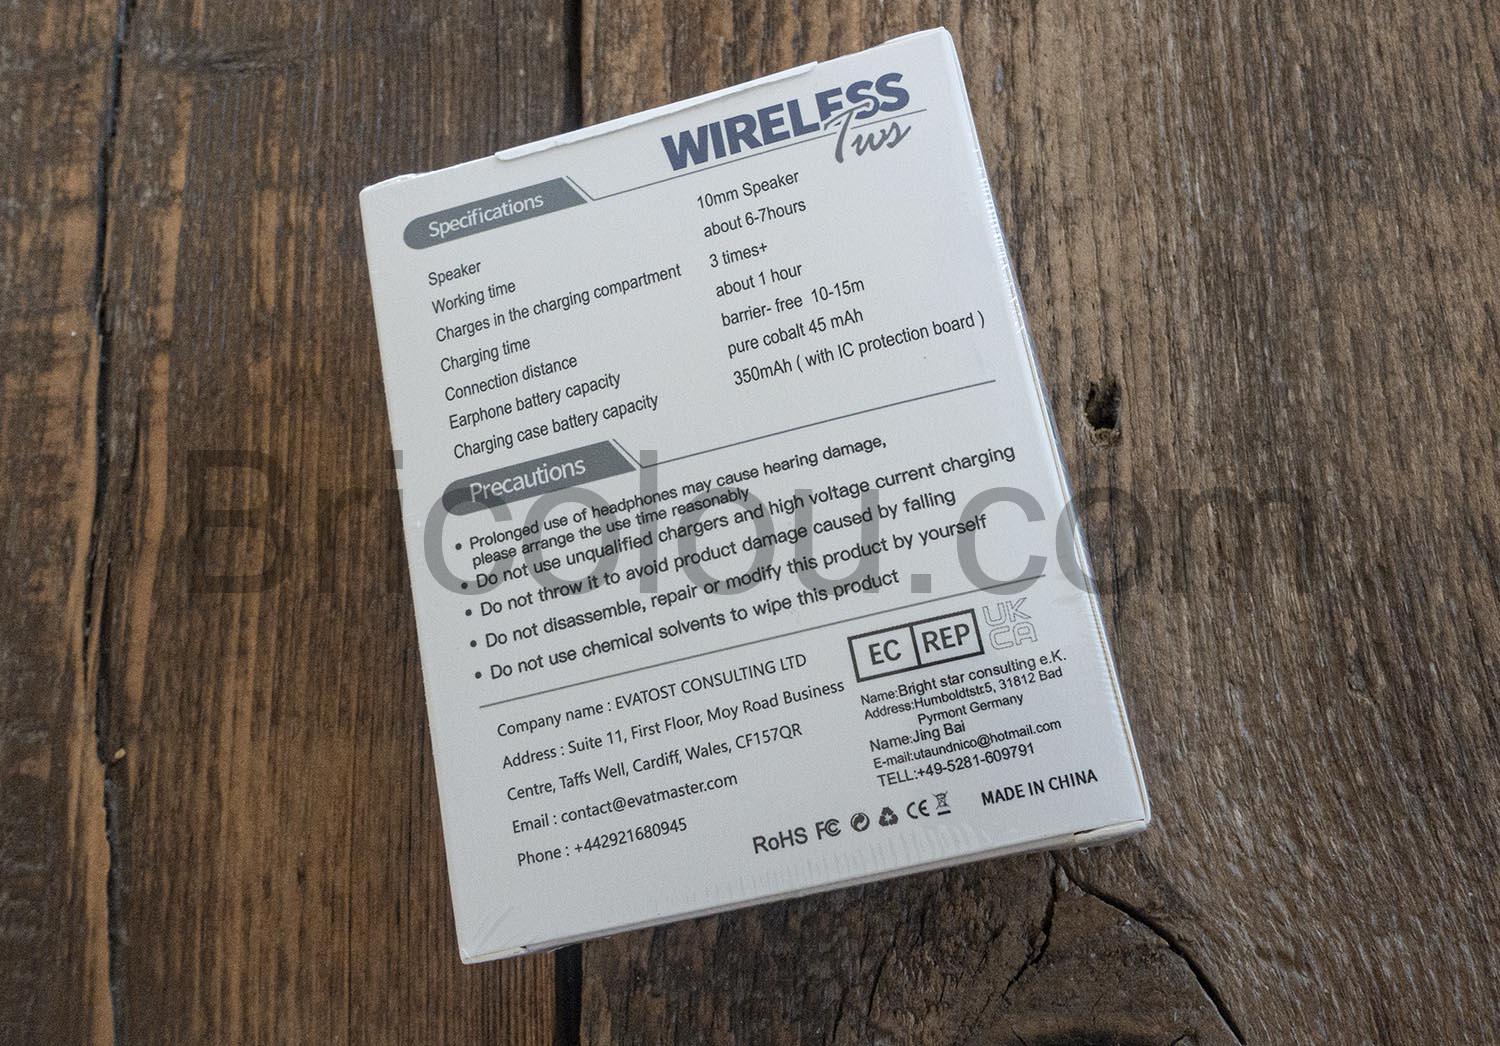 WIRELESS
Tws
Specifications
Speaker 10mm Speaker
Working time about 6-7hours
Charges in the charging compartment 3 times+
Charging time about 1 hour
Connection distance barrier- free 10-15m
Earphone battery capacity pure cobalt 45 mAh
Charging case battery capacity 350mAh ( with IC protection board )
Precautions
• Prolonged use of headphones may cause hearing damage,
please arrange the use time reasonably
• Do not use unqualified chargers and high voltage current charging
• Do not throw it to avoid product damage caused by falling
• Do not disassemble, repair or modify this product by yourself
• Do not use chemical solvents to wipe this product
Company name : EVATOST CONSULTING LTD
Address : Suite 11, First Floor, Moy Road Business
Centre, Taffs Well, Cardiff, Wales, CF157QR
Email : contact@evatmaster.com
Phone : +442921680945
EC REP
UK
CA
Name:Bright star consulting e.K.
Address:Humboldtstr.5, 31812 Bad
Pyrmont Germany
Name:Jing Bai
E-mail:utaundnico@hotmail.com
TELL:+49-5281-609791
RoHS FC CE MADE IN CHINA
Bricolou.com